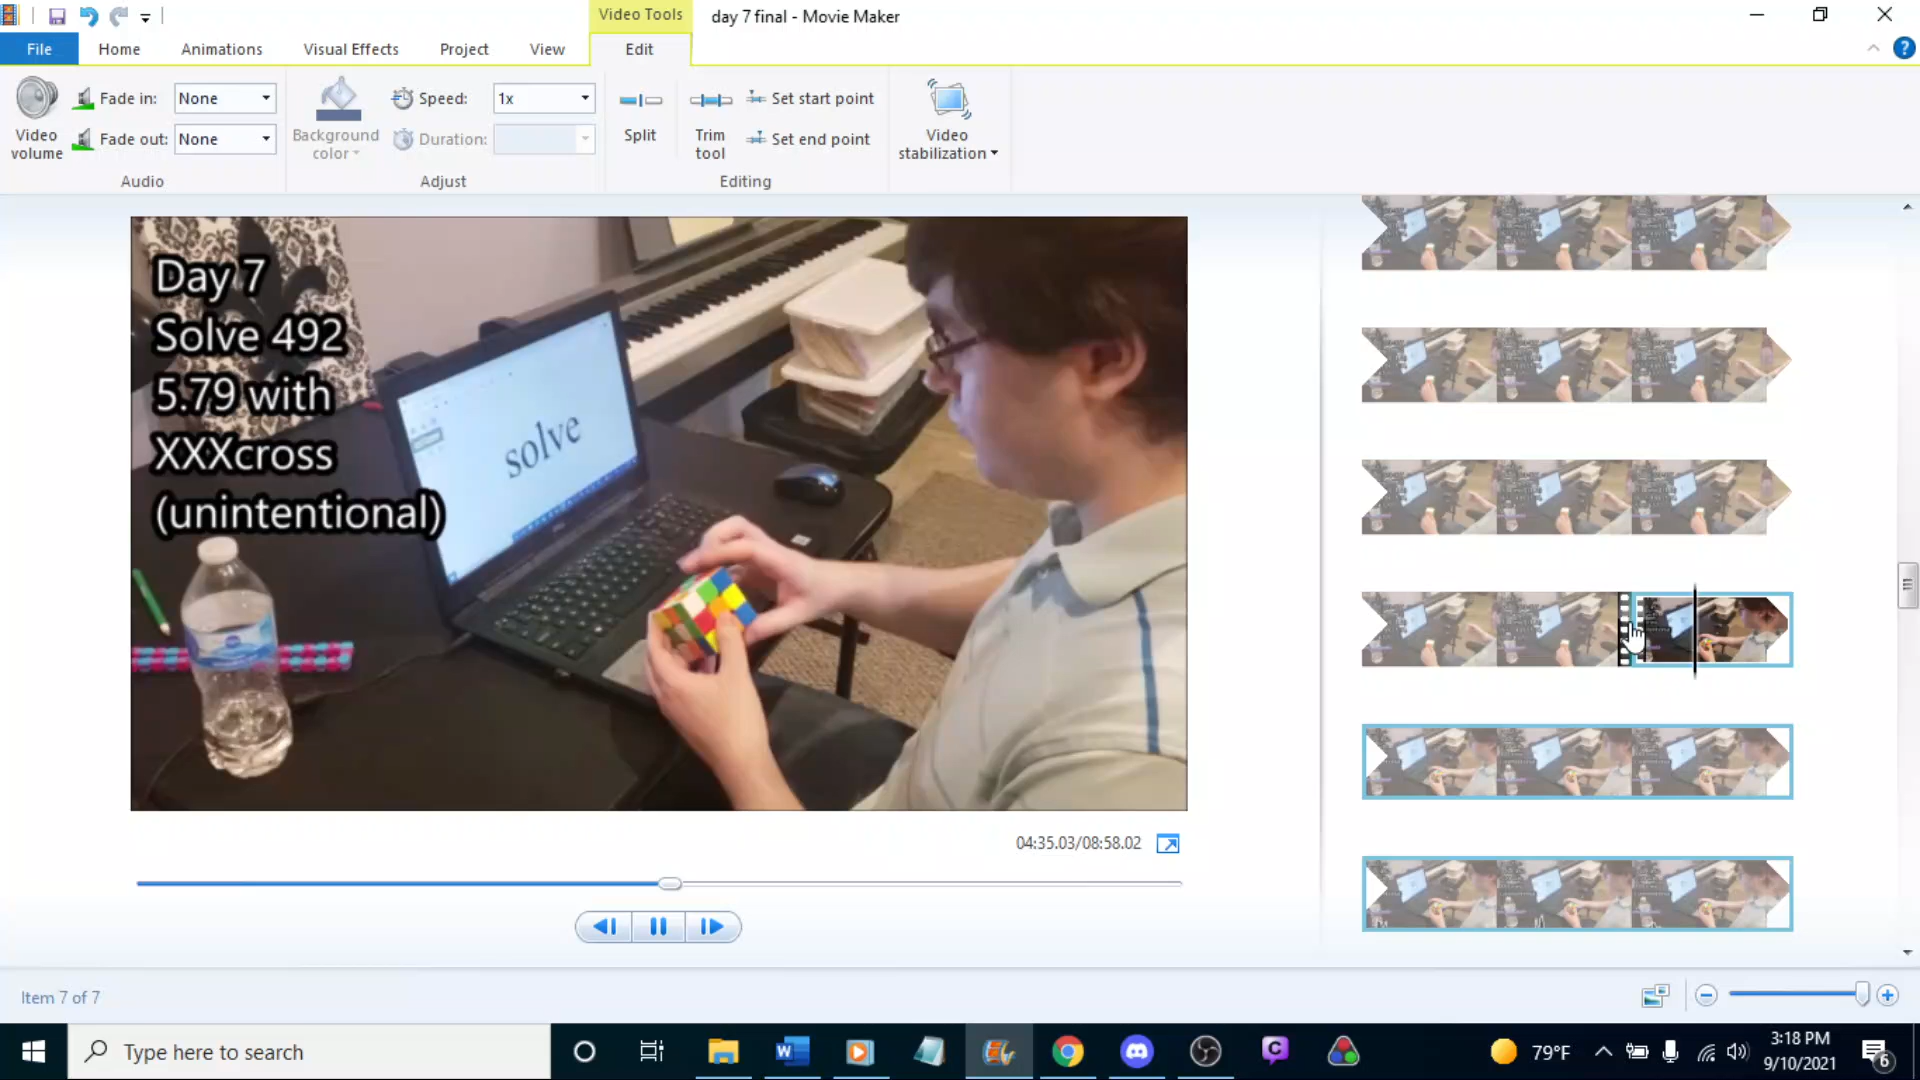 Video Tools
day 7 final - Movie Maker
File
Home
Animations
Visual Effects
Project
View
Edit
Video volume
Fade in:
None
Fade out:
None
Audio
Background color
Speed:
1x
Duration:
Adjust
Split
Trim tool
Set start point
Set end point
Editing
Video stabilization
Day 7
Solve 492
5.79 with
XXXcross
(unintentional)
solve
04:35.03/08:58.02
Item 7 of 7
Type here to search
79°F
3:18 PM
9/10/2021
6